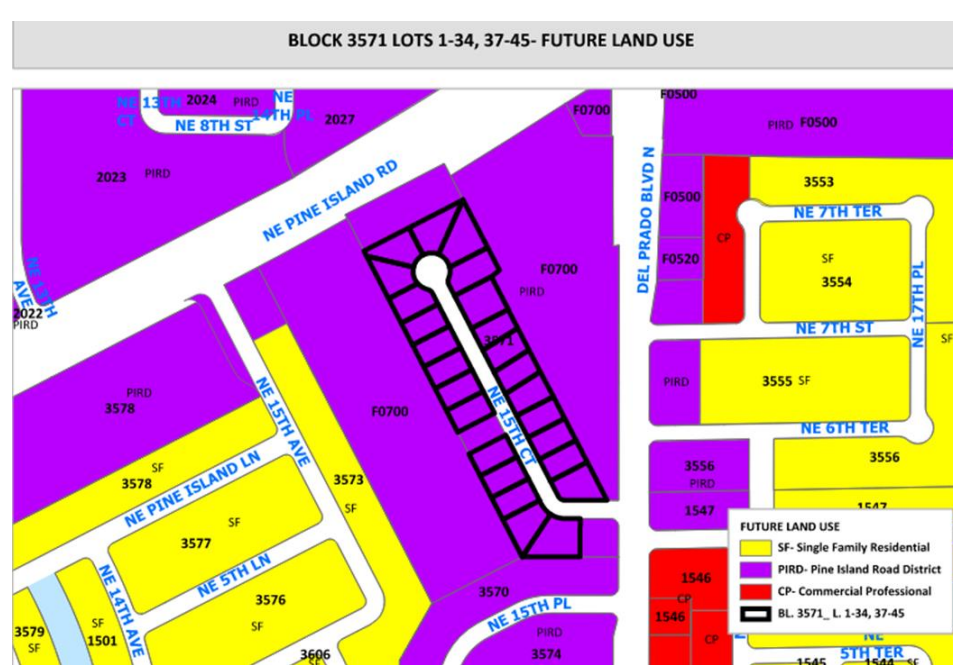 BLOCK 3571 LOTS 1-34, 37-45- FUTURE LAND USE
F0500
NE 13TH CT
2024 PIRD
NE 14TH PL
NE 8TH ST
2027
F0700
PIRD F0500
2023 PIRD
NE PINE ISLAND RD
DEL PRADO BLVD N
F0500
3553
NE 7TH TER
CP
SF
3554
F0520
F0700
PIRD
NE 13TH AVE
2022
PIRD
NE 17TH PL
NE 7TH ST
SF
3571
PIRD
3555 SF
PIRD
3578
F0700
NE 15TH AVE
NE 15TH CT
NE 6TH TER
3556
3556
PIRD
SF
3578
NE PINE ISLAND LN
3573
SF
1547
1547
SF
3577
NE 5TH LN
FUTURE LAND USE
SF- Single Family Residential
PIRD- Pine Island Road District
CP- Commercial Professional
BL. 3571_ L. 1-34, 37-45
NE 14TH AVE
3576
SF
3570
NE 15TH PL
PIRD
3574
1546
CP
1546
CP
3579
SF
SF
1501
3606
SF
NE
5TH TER
1545
1544 SF